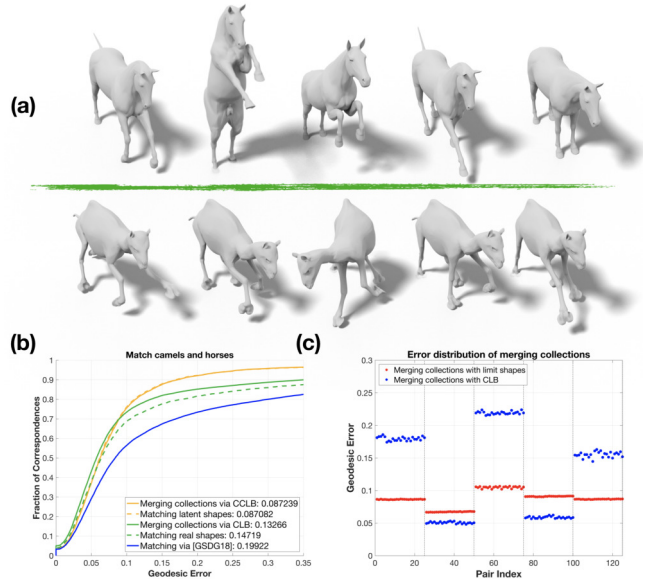 (a)
(b)
Match camels and horses
Fraction of Correspondences
1
0.9
0.8
0.7
0.6
0.5
0.4
0.3
0.2
0.1
0
0 0.05 0.1 0.15 0.2 0.25 0.3 0.35
Geodesic Error
Merging collections via CCLB: 0.087239
Matching latent shapes: 0.087082
Merging collections via CLB: 0.13266
Matching real shapes: 0.14719
Matching via [GSDG18]: 0.19922
(c)
Error distribution of merging collections
Merging collections with limit shapes
Merging collections with CLB
Geodesic Error
0.3
0.25
0.2
0.15
0.1
0.05
0
0 20 40 60 80 100 120
Pair Index